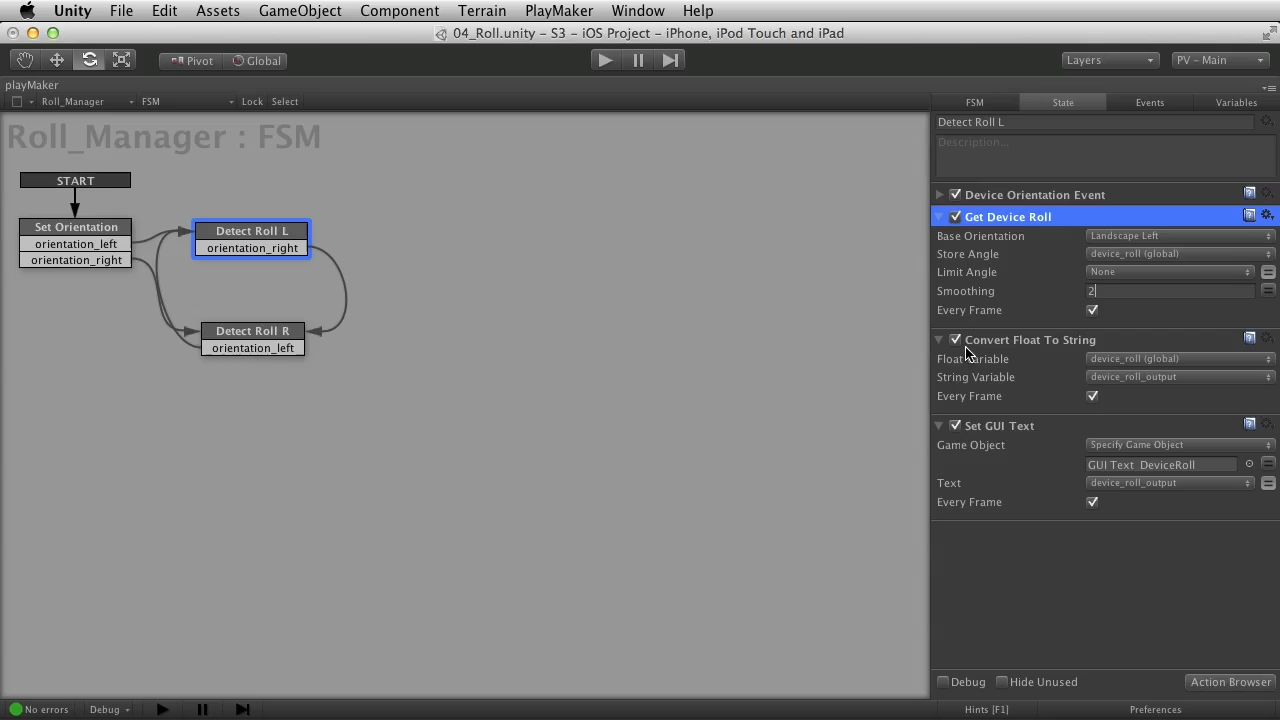 Unity File Edit Assets GameObject Component Terrain PlayMaker Window Help
04_Roll.unity – S3 – iOS Project – iPhone, iPod Touch and iPad
Pivot Global Layers PV - Main
playMaker
Roll_Manager FSM Lock Select
FSM State Events Variables
Roll_Manager : FSM
START
Set Orientation
orientation_left
orientation_right
Detect Roll L
orientation_right
Detect Roll R
orientation_left
Detect Roll L
Description...
Device Orientation Event
Get Device Roll
Base Orientation Landscape Left
Store Angle device_roll (global)
Limit Angle None
Smoothing 2
Every Frame
Convert Float To String
Float Variable device_roll (global)
String Variable device_roll_output
Every Frame
Set GUI Text
Game Object Specify Game Object
GUI Text_DeviceRoll
Text device_roll_output
Every Frame
Debug Hide Unused Action Browser
No errors Debug Hints [F1] Preferences